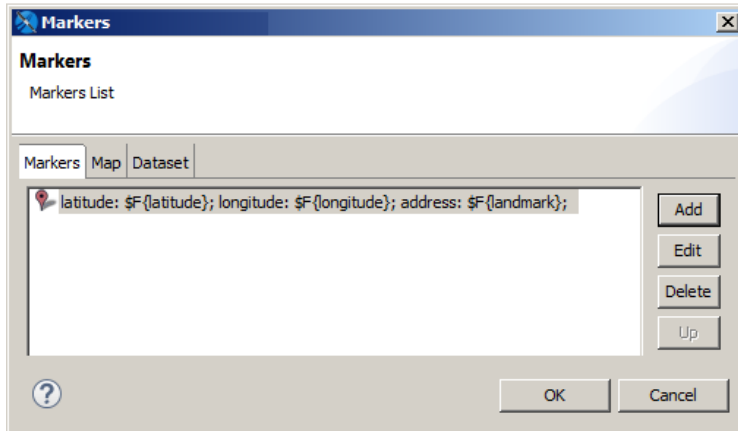 Markers
Markers
Markers List
Markers Map Dataset
latitude: $F{latitude}; longitude: $F{longitude}; address: $F{landmark};
Add
Edit
Delete
Up
?
OK Cancel